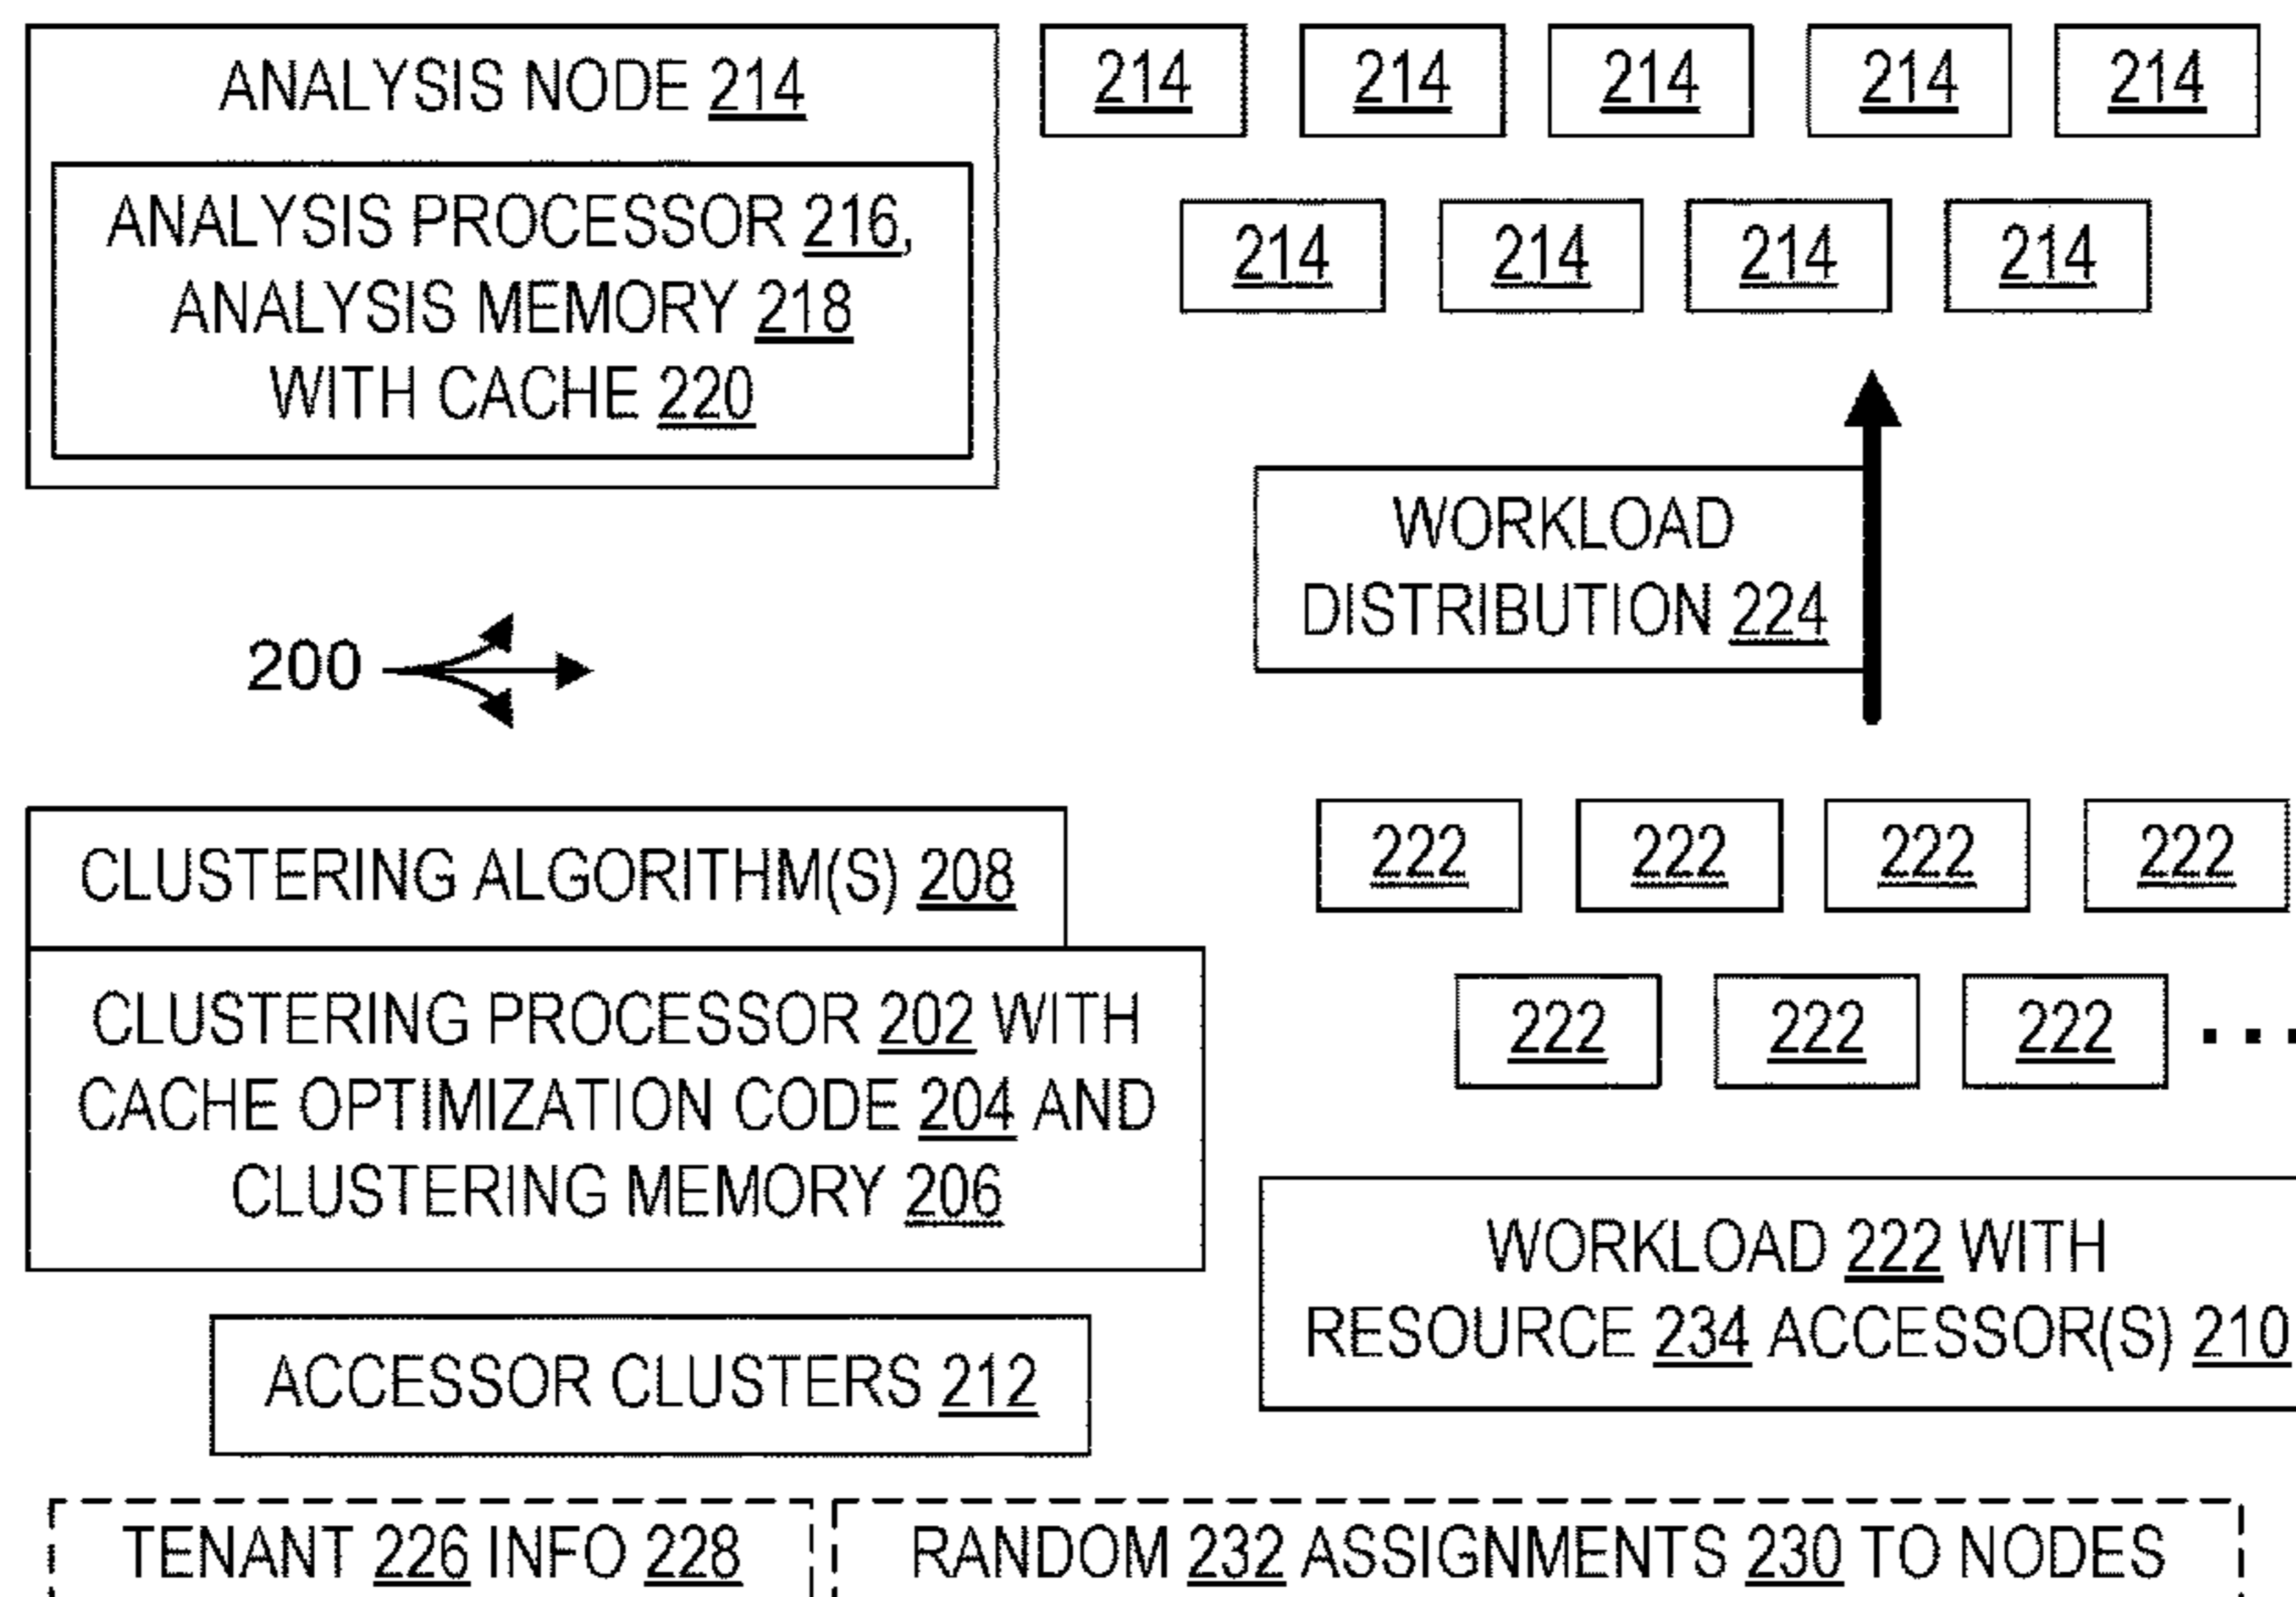 ANALYSIS NODE 214
ANALYSIS PROCESSOR 216,
ANALYSIS MEMORY 218
WITH CACHE 220
214 214 214 214 214
214 214 214 214
WORKLOAD
DISTRIBUTION 224
200
CLUSTERING ALGORITHM(S) 208
CLUSTERING PROCESSOR 202 WITH
CACHE OPTIMIZATION CODE 204 AND
CLUSTERING MEMORY 206
222 222 222 222
222 222 222 ...
WORKLOAD 222 WITH
RESOURCE 234 ACCESSOR(S) 210
ACCESSOR CLUSTERS 212
TENANT 226 INFO 228
RANDOM 232 ASSIGNMENTS 230 TO NODES